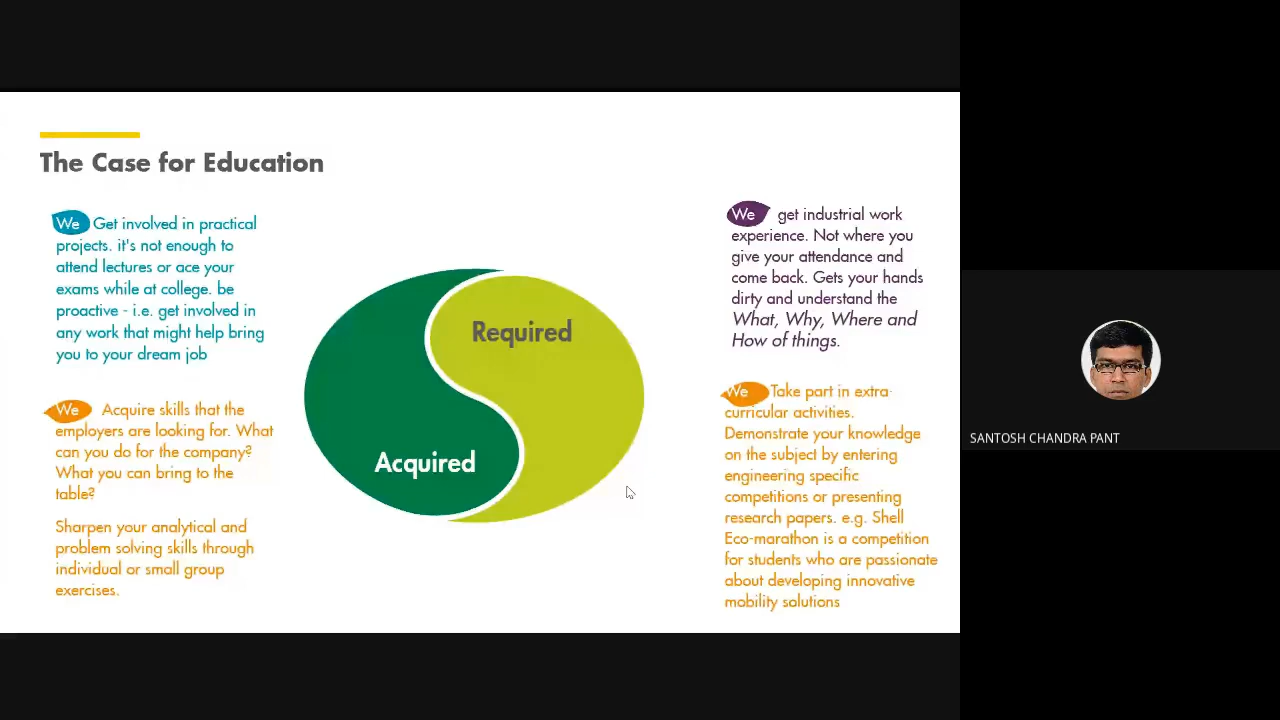 The Case for Education
We Get involved in practical
projects. it's not enough to
attend lectures or ace your
exams while at college. be
proactive - i.e. get involved in
any work that might help bring
you to your dream job
We Acquire skills that the
employers are looking for. What
can you do for the company?
What you can bring to the
table?
Sharpen your analytical and
problem solving skills through
individual or small group
exercises.
Required
Acquired
We get industrial work
experience. Not where you
give your attendance and
come back. Gets your hands
dirty and understand the
What, Why, Where and
How of things.
We Take part in extra-
curricular activities.
Demonstrate your knowledge
on the subject by entering
engineering specific
competitions or presenting
research papers. e.g. Shell
Eco-marathon is a competition
for students who are passionate
about developing innovative
mobility solutions
SANTOSH CHANDRA PANT